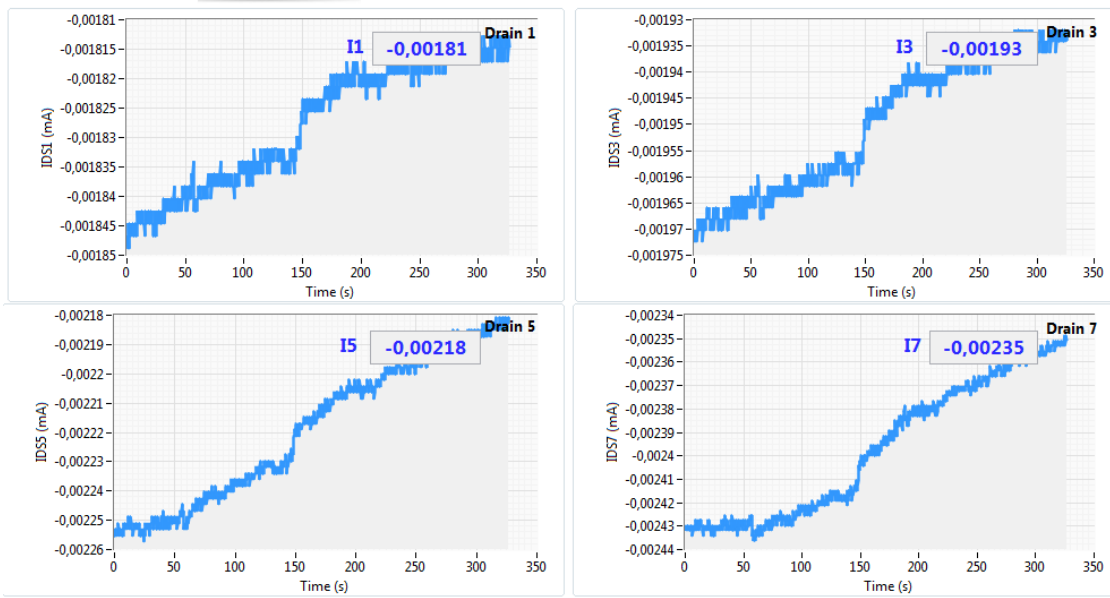 -0,00181
-0,001815
-0,00182
-0,001825
-0,00183
-0,001835
-0,00184
-0,001845
-0,00185
IDS1 (mA)
Drain 1
I1 -0,00181
0 50 100 150 200 250 300 350
Time (s)
-0,00193
-0,001935
-0,00194
-0,001945
-0,00195
-0,001955
-0,00196
-0,001965
-0,00197
-0,001975
IDS3 (mA)
Drain 3
I3 -0,00193
0 50 100 150 200 250 300 350
Time (s)
-0,00218
-0,00219
-0,0022
-0,00221
-0,00222
-0,00223
-0,00224
-0,00225
-0,00226
IDS5 (mA)
Drain 5
I5 -0,00218
0 50 100 150 200 250 300 350
Time (s)
-0,00234
-0,00235
-0,00236
-0,00237
-0,00238
-0,00239
-0,0024
-0,00241
-0,00242
-0,00243
-0,00244
IDS7 (mA)
Drain 7
I7 -0,00235
0 50 100 150 200 250 300 350
Time (s)